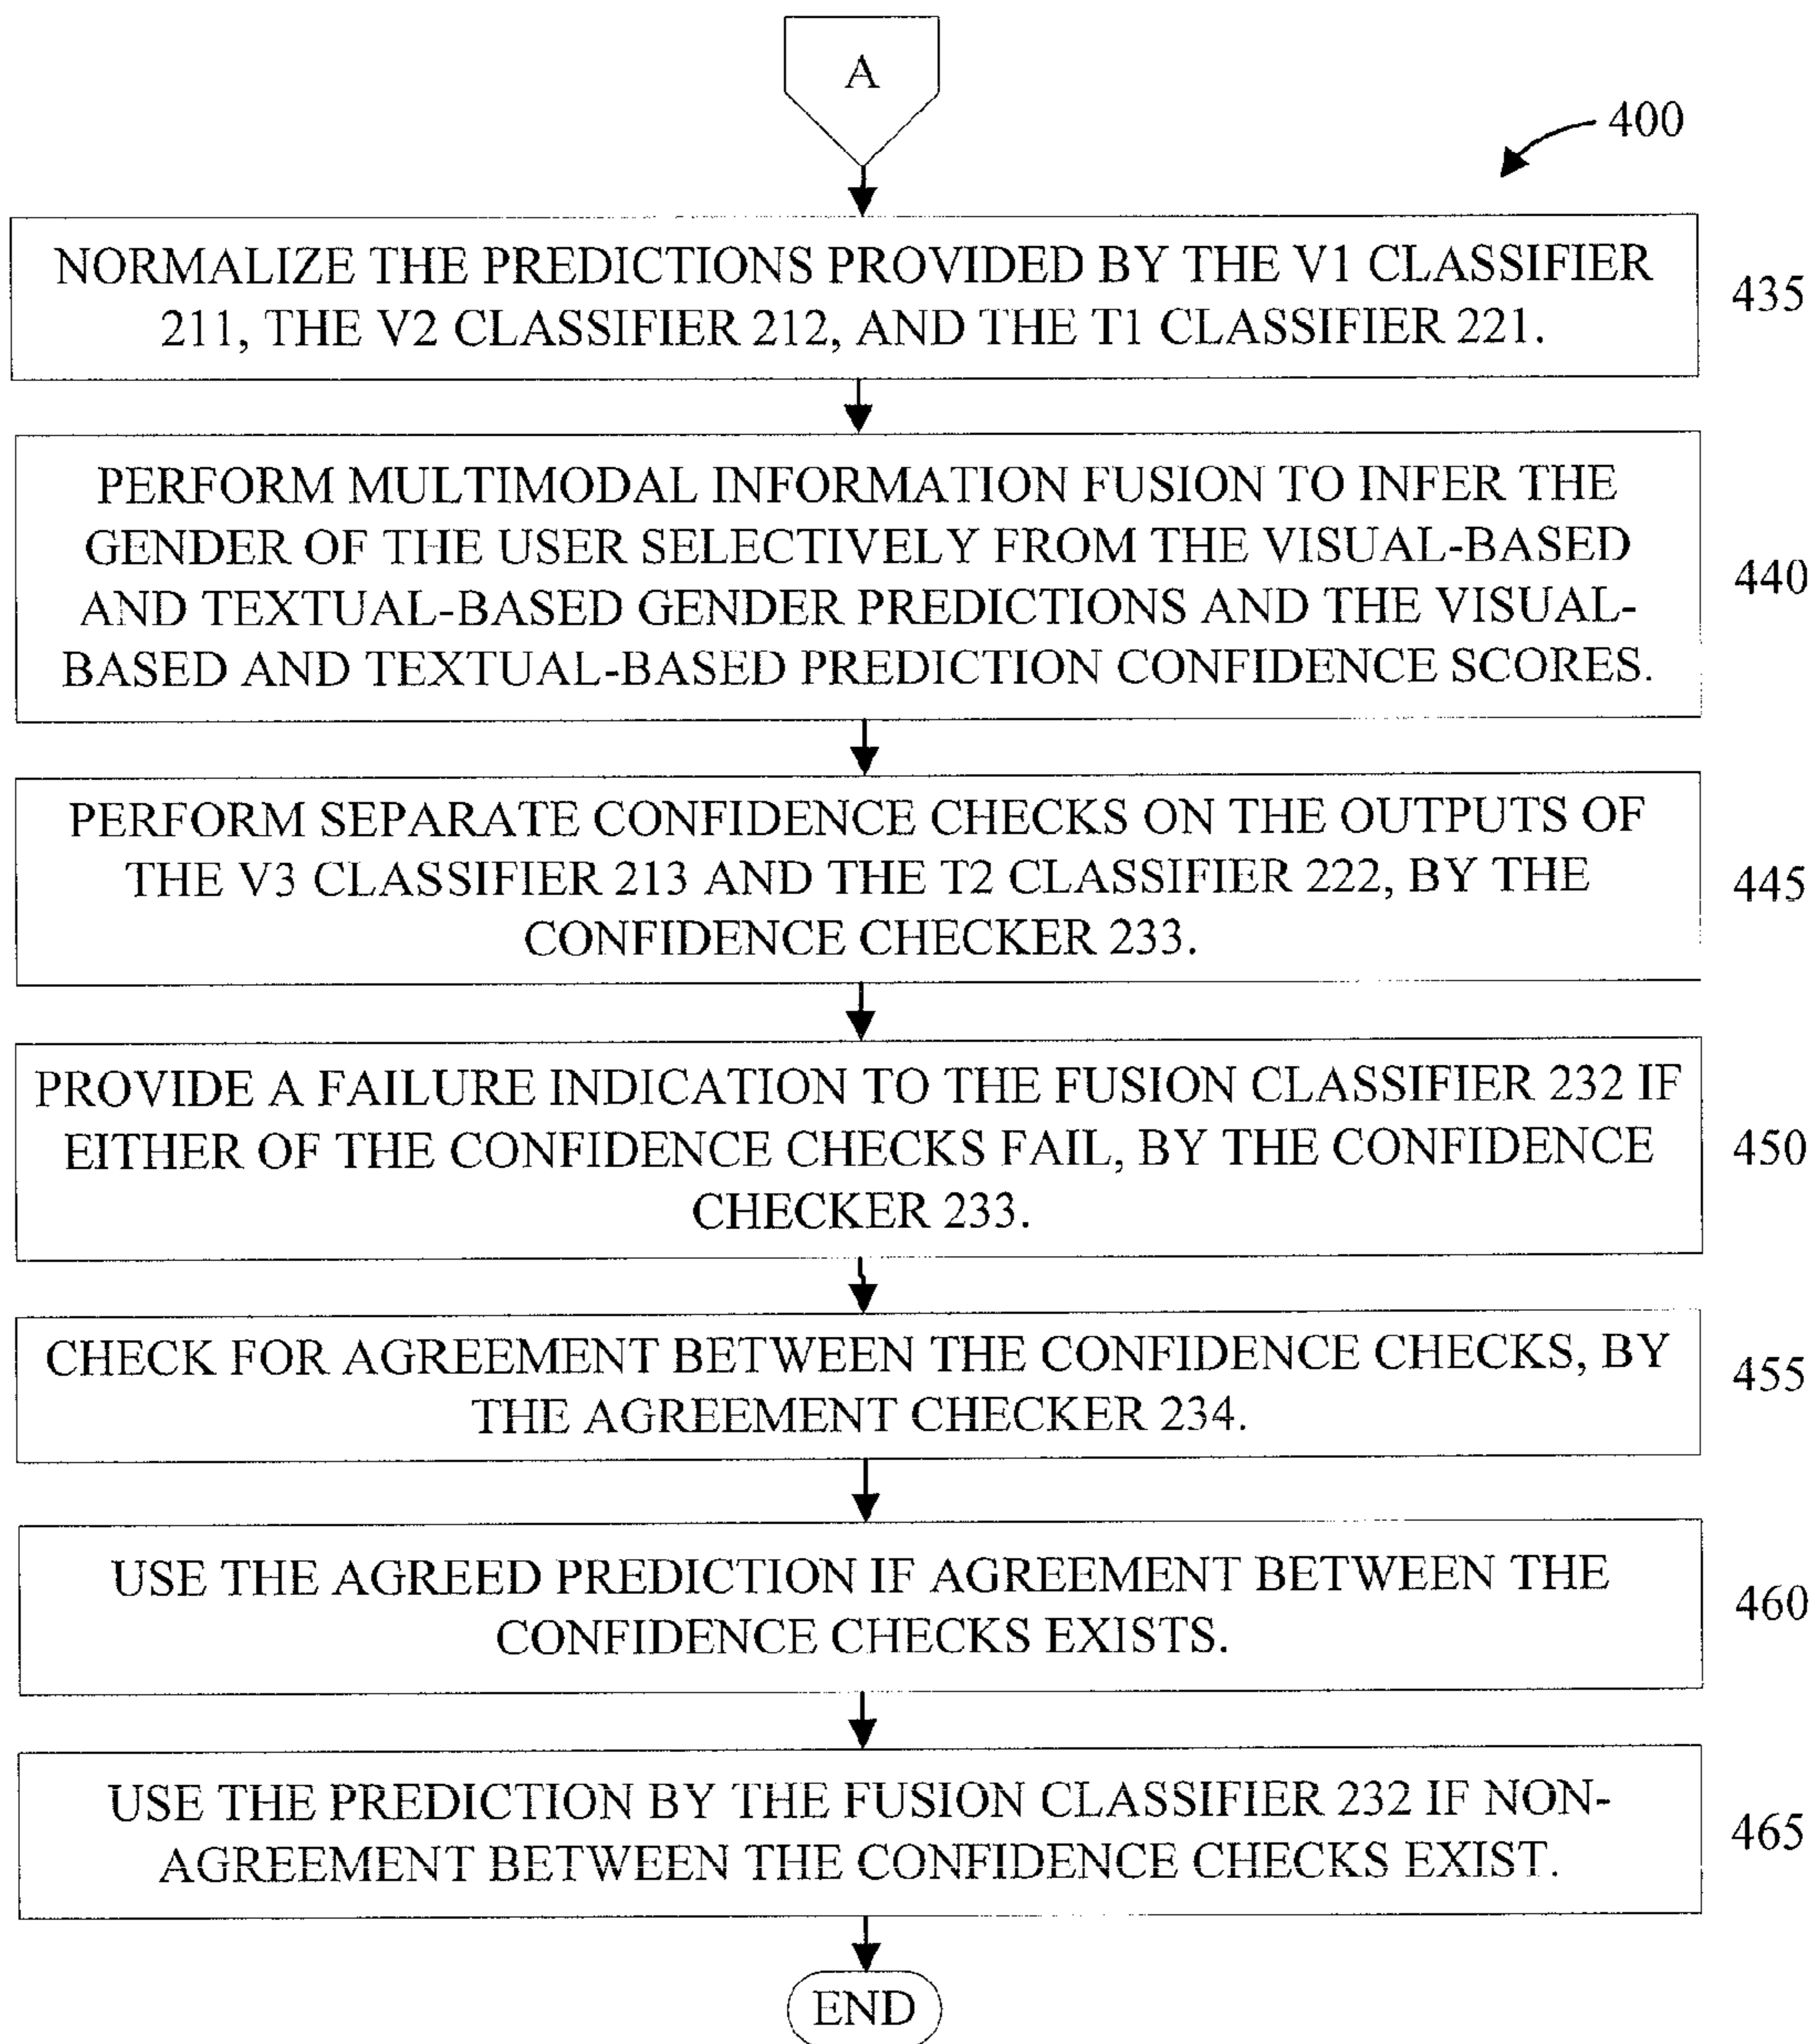 A
400
NORMALIZE THE PREDICTIONS PROVIDED BY THE V1 CLASSIFIER
211, THE V2 CLASSIFIER 212, AND THE T1 CLASSIFIER 221.
435
PERFORM MULTIMODAL INFORMATION FUSION TO INFER THE
GENDER OF THE USER SELECTIVELY FROM THE VISUAL-BASED
AND TEXTUAL-BASED GENDER PREDICTIONS AND THE VISUAL-
BASED AND TEXTUAL-BASED PREDICTION CONFIDENCE SCORES.
440
PERFORM SEPARATE CONFIDENCE CHECKS ON THE OUTPUTS OF
THE V3 CLASSIFIER 213 AND THE T2 CLASSIFIER 222, BY THE
CONFIDENCE CHECKER 233.
445
PROVIDE A FAILURE INDICATION TO THE FUSION CLASSIFIER 232 IF
EITHER OF THE CONFIDENCE CHECKS FAIL, BY THE CONFIDENCE
CHECKER 233.
450
CHECK FOR AGREEMENT BETWEEN THE CONFIDENCE CHECKS, BY
THE AGREEMENT CHECKER 234.
455
USE THE AGREED PREDICTION IF AGREEMENT BETWEEN THE
CONFIDENCE CHECKS EXISTS.
460
USE THE PREDICTION BY THE FUSION CLASSIFIER 232 IF NON-
AGREEMENT BETWEEN THE CONFIDENCE CHECKS EXIST.
465
END